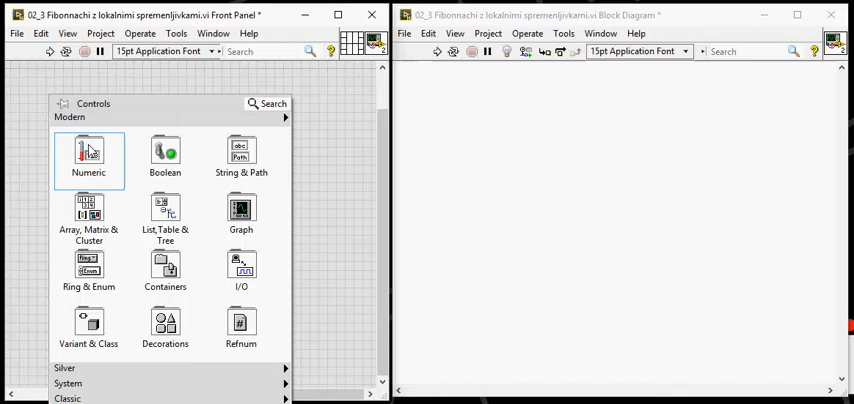 02_3 Fibonnachi z lokalnimi spremenljivkami.vi Front Panel *
File Edit View Project Operate Tools Window Help
15pt Application Font Search
2
Controls Search
Modern
Numeric Boolean String & Path
Array, Matrix & Cluster List, Table & Tree Graph
Ring & Enum Containers I/O
Variant & Class Decorations Refnum
Silver
System
Classic
02_3 Fibonnachi z lokalnimi spremenljivkami.vi Block Diagram *
File Edit View Project Operate Tools Window Help
15pt Application Font Search
2